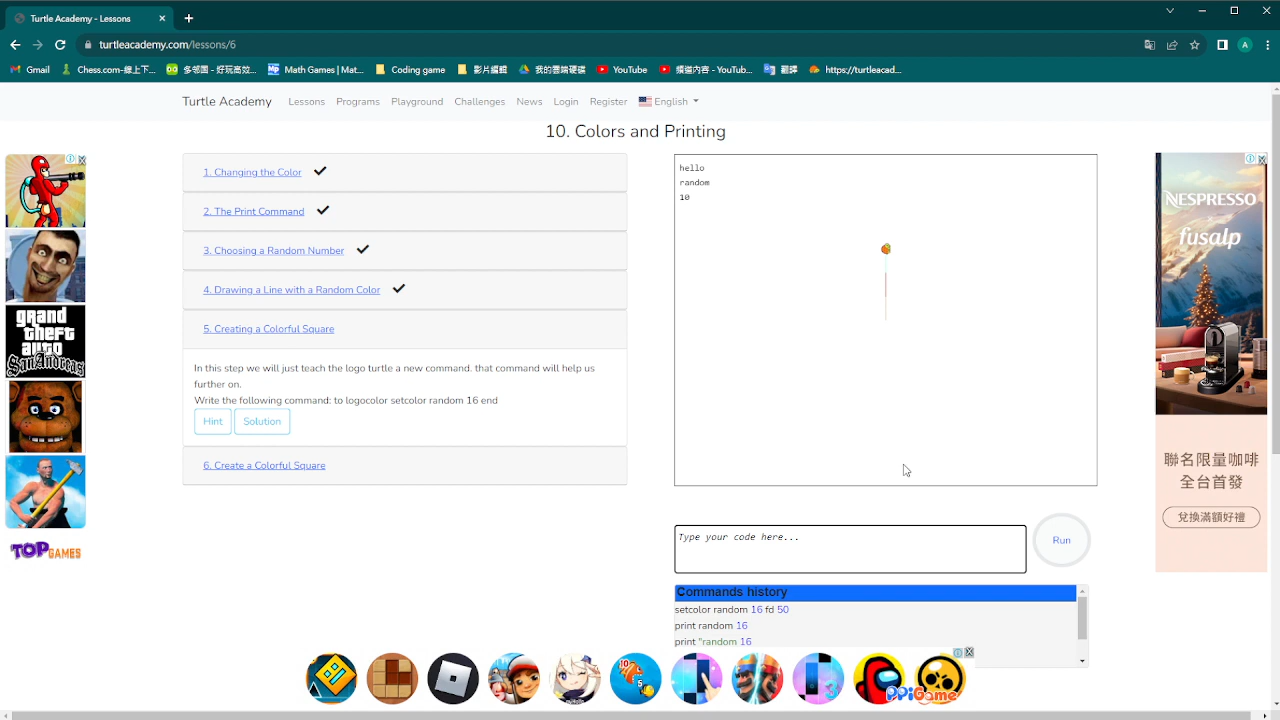 Turtle Academy - Lesson
turtleacademy.com/lessons/6
Gmail
Chess.com-線上下...
多邻国 - 好玩高效...
Math Games | Mat...
Coding game
影片編輯
我的雲端硬碟
YouTube
頻道內容 - YouTub...
翻譯
https://turtleacad...
Turtle Academy
Lessons
Programs
Playground
Challenges
News
Login
Register
English
10. Colors and Printing
1. Changing the Color
2. The Print Command
3. Choosing a Random Number
4. Drawing a Line with a Random Color
5. Creating a Colorful Square
In this step we will just teach the logo turtle a new command. that command will help us
further on.
Write the following command: to logocolor setcolor random 16 end
Hint
Solution
6. Create a Colorful Square
hello
random
10
Type your code here...
Run
Commands history
setcolor random 16 fd 50
print random 16
print "random 16
grand
theft
auto
San Andreas
TOP GAMES
NESPRESSO
×
fusalp
聯名限量咖啡
全台首發
兌換滿額好禮
10
5
3
PPiGame